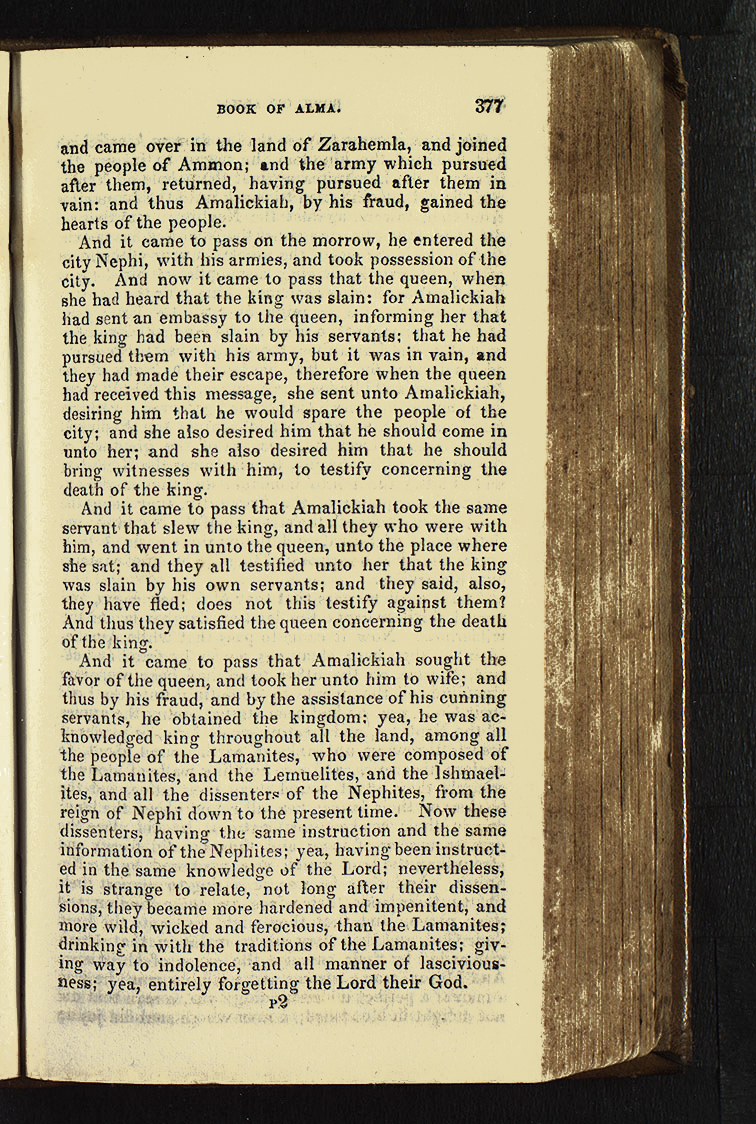 BOOK OF ALMA. 377
and came over in the land of Zarahemla, and joined
the people of Ammon; and the army which pursued
after them, returned, having pursued after them in
vain: and thus Amalickiah, by his fraud, gained the
hearts of the people.
And it came to pass on the morrow, he entered the
city Nephi, with his armies, and took possession of the
city. And now it came to pass that the queen, when
she had heard that the king was slain: for Amalickiah
had sent an embassy to the queen, informing her that
the king had been slain by his servants; that he had
pursued them with his army, but it was in vain, and
they had made their escape, therefore when the queen
had received this message, she sent unto Amalickiah,
desiring him that he would spare the people of the
city; and she also desired him that he should come in
unto her; and she also desired him that he should
bring witnesses with him, to testify concerning the
death of the king.
And it came to pass that Amalickiah took the same
servant that slew the king, and all they who were with
him, and went in unto the queen, unto the place where
she sat; and they all testified unto her that the king
was slain by his own servants; and they said, also,
they have fled; does not this testify against them?
And thus they satisfied the queen concerning the death
of the king.
And it came to pass that Amalickiah sought the
favor of the queen, and took her unto him to wife; and
thus by his fraud, and by the assistance of his cunning
servants, he obtained the kingdom: yea, he was ac-
knowledged king throughout all the land, among all
the people of the Lamanites, who were composed of
the Lamanites, and the Lemuelites, and the Ishmael-
ites, and all the dissenters of the Nephites, from the
reign of Nephi down to the present time. Now these
dissenters, having the same instruction and the same
information of the Nephites; yea, having been instruct-
ed in the same knowledge of the Lord; nevertheless,
it is strange to relate, not long after their dissen-
sions, they became more hardened and impenitent, and
more wild, wicked and ferocious, than the Lamanites;
drinking in with the traditions of the Lamanites; giv-
ing way to indolence, and all manner of lascivious-
ness; yea, entirely forgetting the Lord their God.
P2